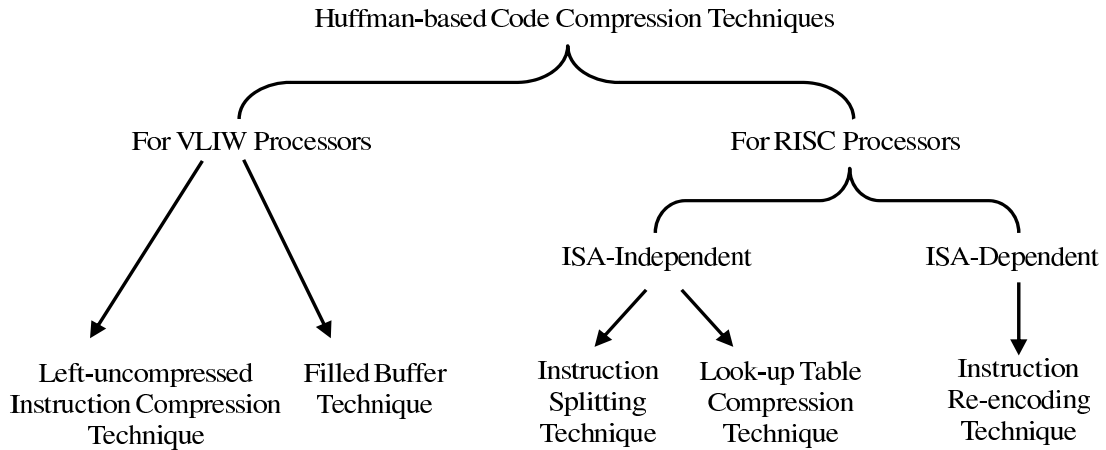 Huffman-based Code Compression Techniques
For VLIW Processors
For RISC Processors
ISA-Independent
ISA-Dependent
Left-uncompressed
Instruction Compression
Technique
Filled Buffer
Technique
Instruction
Splitting
Technique
Look-up Table
Compression
Technique
Instruction
Re-encoding
Technique